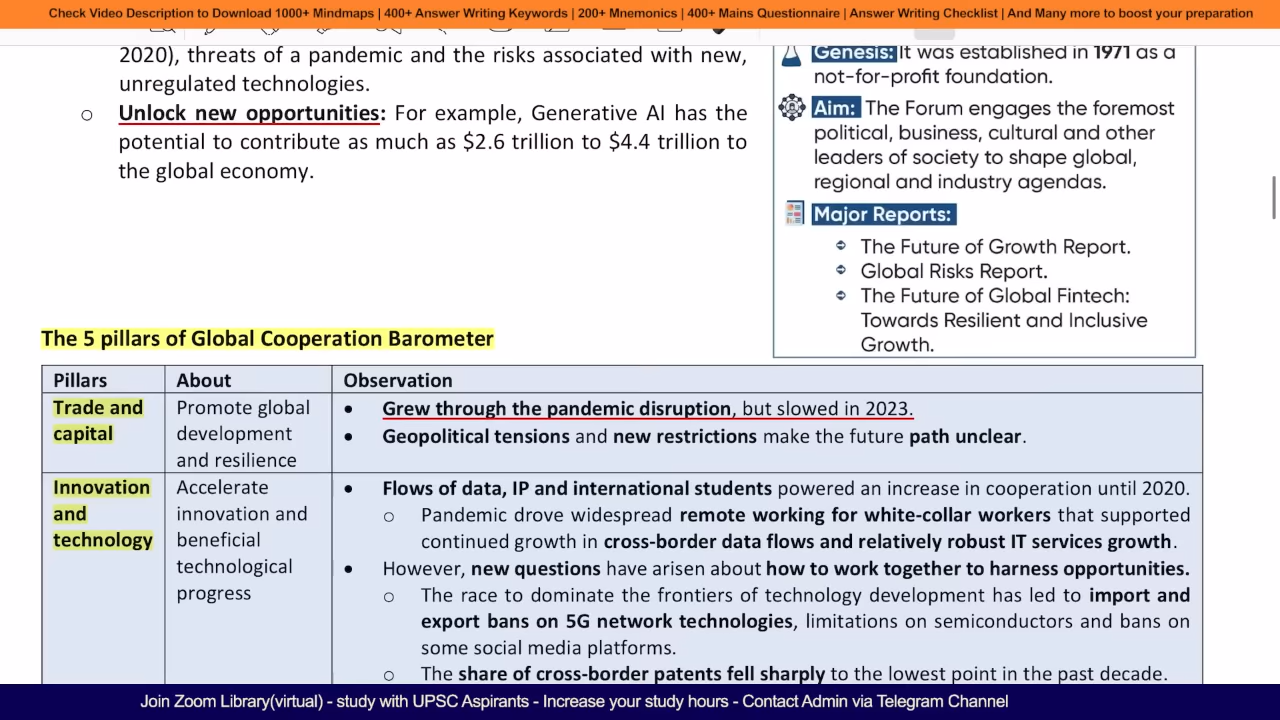 Check Video Description to Download 1000+ Mindmaps | 400+ Answer Writing Keywords | 200+ Mnemonics | 400+ Mains Questionnaire | Answer Writing Checklist | And Many more to boost your preparation
2020), threats of a pandemic and the risks associated with new,
unregulated technologies.
o Unlock new opportunities: For example, Generative AI has the
potential to contribute as much as $2.6 trillion to $4.4 trillion to
the global economy.
Genesis: It was established in 1971 as a
not-for-profit foundation.
Aim: The Forum engages the foremost
political, business, cultural and other
leaders of society to shape global,
regional and industry agendas.
Major Reports:
The Future of Growth Report.
Global Risks Report.
The Future of Global Fintech:
Towards Resilient and Inclusive
Growth.
The 5 pillars of Global Cooperation Barometer
Pillars About Observation
Trade and
capital
Promote global
development
and resilience
• Grew through the pandemic disruption, but slowed in 2023.
• Geopolitical tensions and new restrictions make the future path unclear.
Innovation
and
technology
Accelerate
innovation and
beneficial
technological
progress
• Flows of data, IP and international students powered an increase in cooperation until 2020.
o Pandemic drove widespread remote working for white-collar workers that supported
continued growth in cross-border data flows and relatively robust IT services growth.
• However, new questions have arisen about how to work together to harness opportunities.
o The race to dominate the frontiers of technology development has led to import and
export bans on 5G network technologies, limitations on semiconductors and bans on
some social media platforms.
o The share of cross-border patents fell sharply to the lowest point in the past decade.
Join Zoom Library(virtual) - study with UPSC Aspirants - Increase your study hours - Contact Admin via Telegram Channel